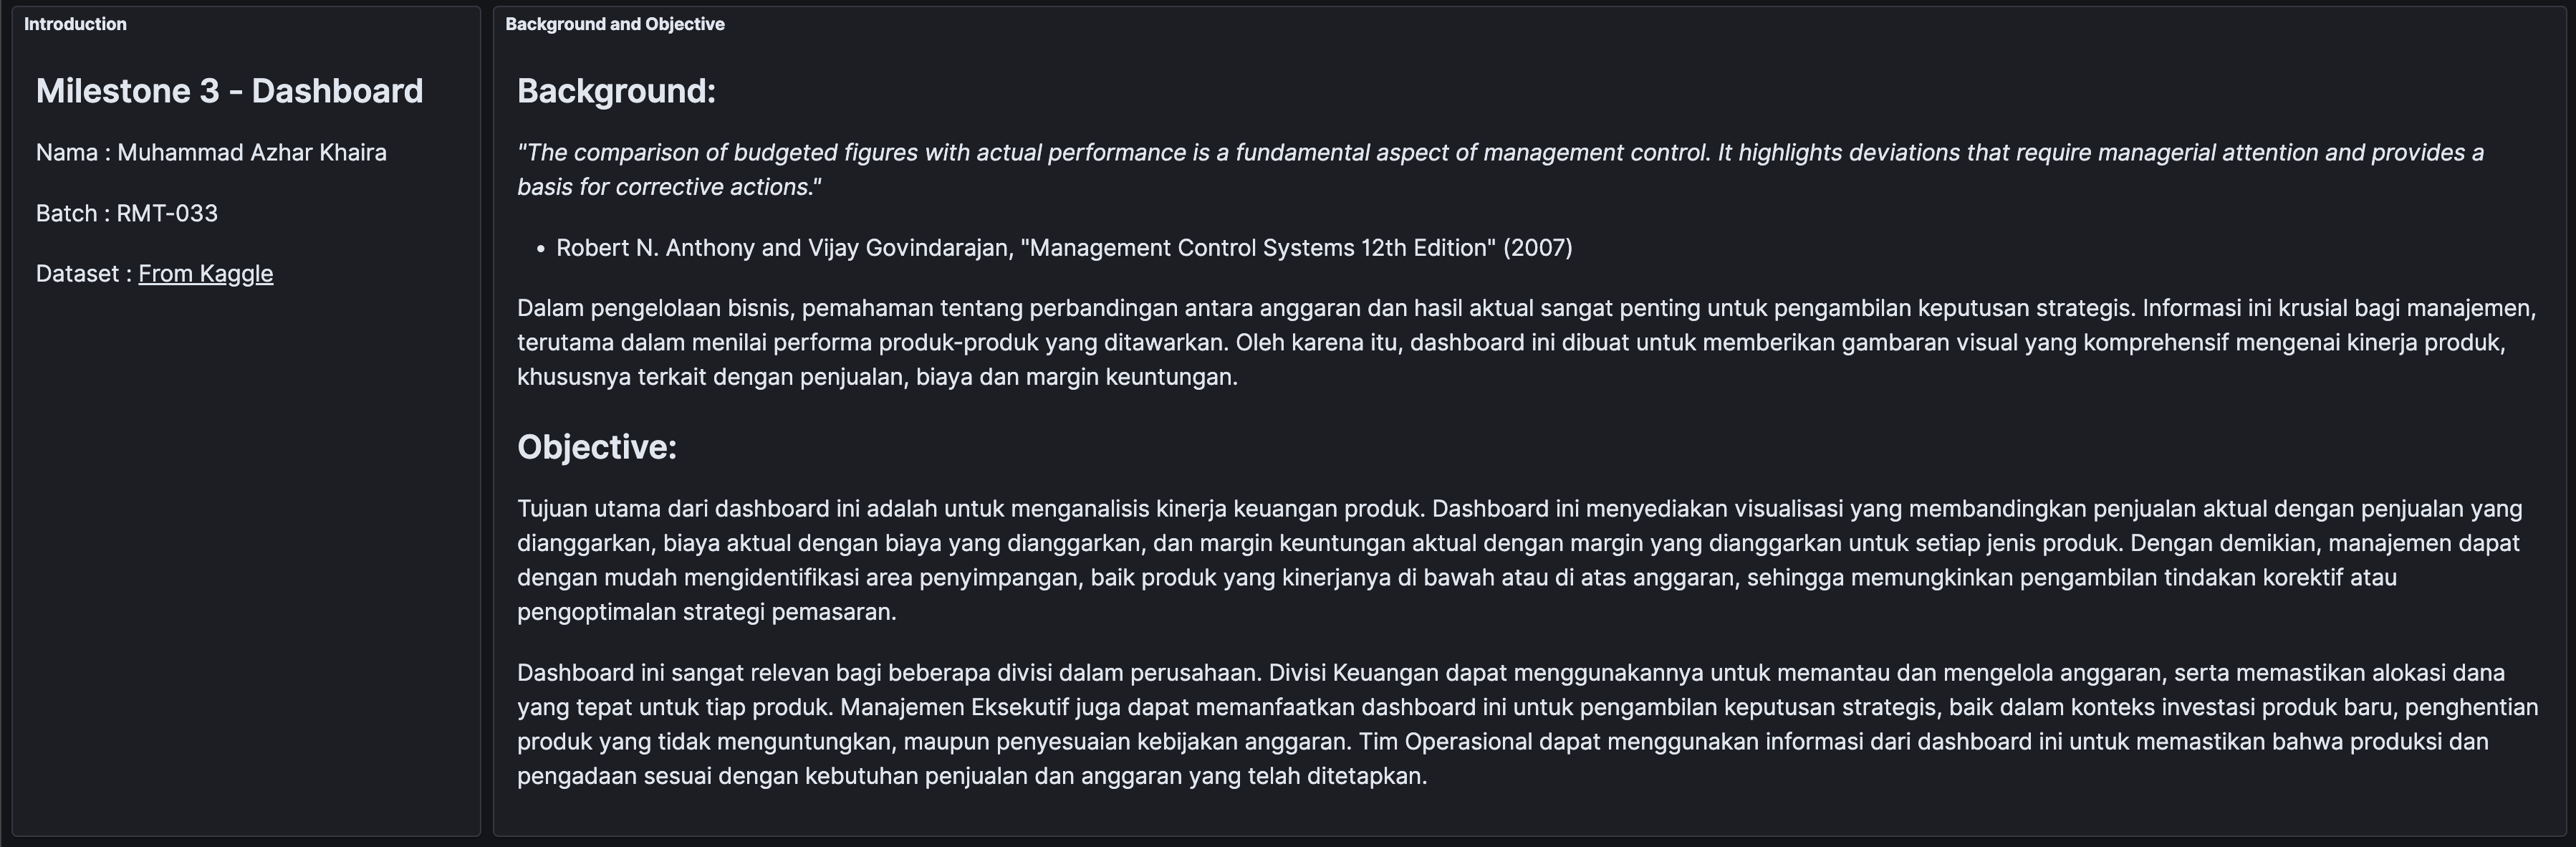 Introduction
Milestone 3 - Dashboard
Nama : Muhammad Azhar Khaira
Batch : RMT-033
Dataset : From Kaggle
Background and Objective
Background:
"The comparison of budgeted figures with actual performance is a fundamental aspect of management control. It highlights deviations that require managerial attention and provides a
basis for corrective actions."
• Robert N. Anthony and Vijay Govindarajan, "Management Control Systems 12th Edition" (2007)
Dalam pengelolaan bisnis, pemahaman tentang perbandingan antara anggaran dan hasil aktual sangat penting untuk pengambilan keputusan strategis. Informasi ini krusial bagi manajemen,
terutama dalam menilai performa produk-produk yang ditawarkan. Oleh karena itu, dashboard ini dibuat untuk memberikan gambaran visual yang komprehensif mengenai kinerja produk,
khususnya terkait dengan penjualan, biaya dan margin keuntungan.
Objective:
Tujuan utama dari dashboard ini adalah untuk menganalisis kinerja keuangan produk. Dashboard ini menyediakan visualisasi yang membandingkan penjualan aktual dengan penjualan yang
dianggarkan, biaya aktual dengan biaya yang dianggarkan, dan margin keuntungan aktual dengan margin yang dianggarkan untuk setiap jenis produk. Dengan demikian, manajemen dapat
dengan mudah mengidentifikasi area penyimpangan, baik produk yang kinerjanya di bawah atau di atas anggaran, sehingga memungkinkan pengambilan tindakan korektif atau
pengoptimalan strategi pemasaran.
Dashboard ini sangat relevan bagi beberapa divisi dalam perusahaan. Divisi Keuangan dapat menggunakannya untuk memantau dan mengelola anggaran, serta memastikan alokasi dana
yang tepat untuk tiap produk. Manajemen Eksekutif juga dapat memanfaatkan dashboard ini untuk pengambilan keputusan strategis, baik dalam konteks investasi produk baru, penghentian
produk yang tidak menguntungkan, maupun penyesuaian kebijakan anggaran. Tim Operasional dapat menggunakan informasi dari dashboard ini untuk memastikan bahwa produksi dan
pengadaan sesuai dengan kebutuhan penjualan dan anggaran yang telah ditetapkan.